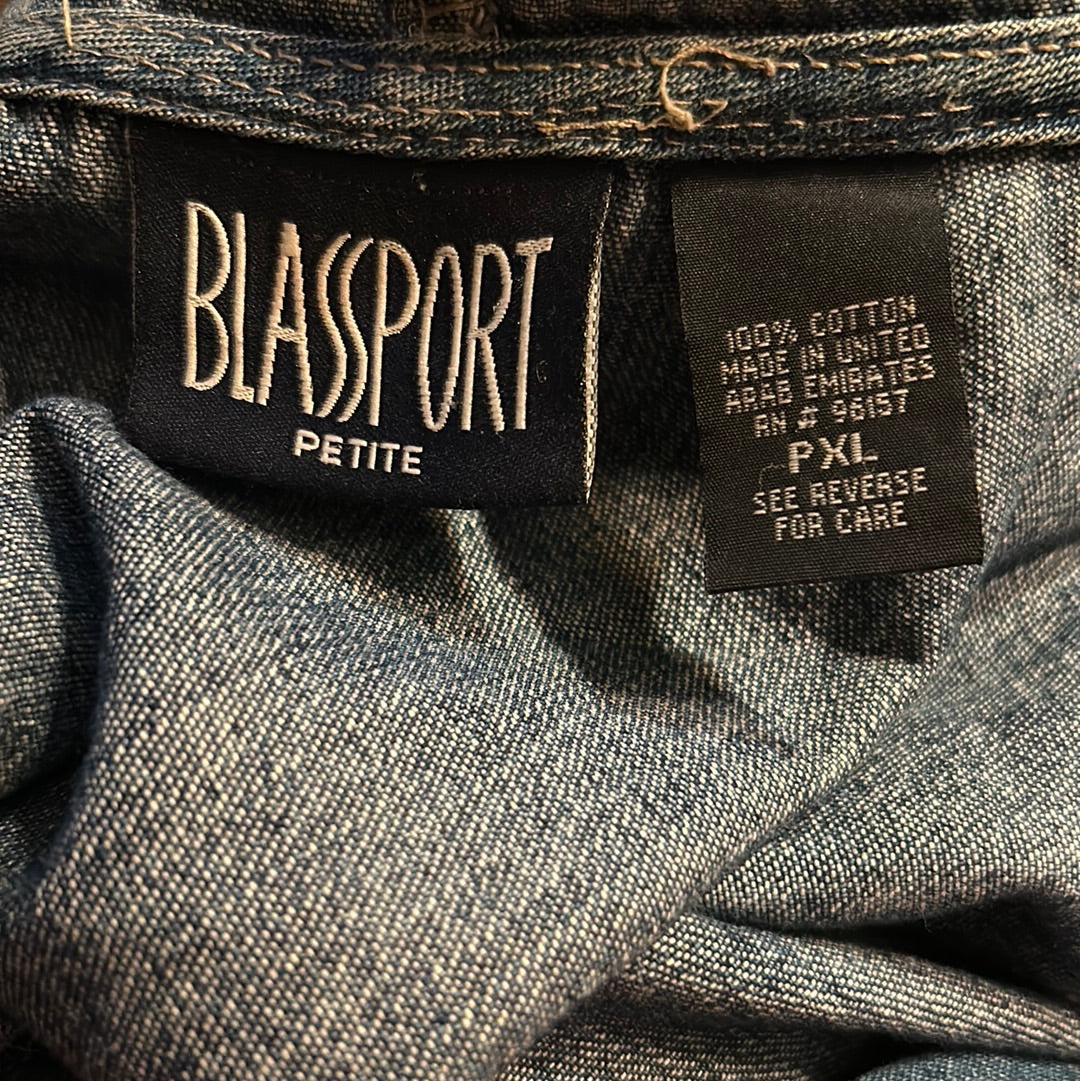 BLASSPORT
PETITE
100% COTTON
MADE IN UNITED
ARAB EMIRATES
RN # 96157
PXL
SEE REVERSE
FOR CARE